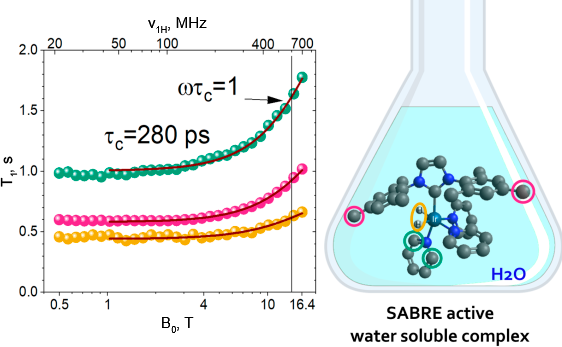 ν1H, MHz
20 50 100 400 700
2.0
1.5
1.0
0.5
0.0
T1, s
ωτc=1
τc=280 ps
0.5 1 4 10 16.4
B0, T
H
H
Ir
H2O
SABRE active
water soluble complex